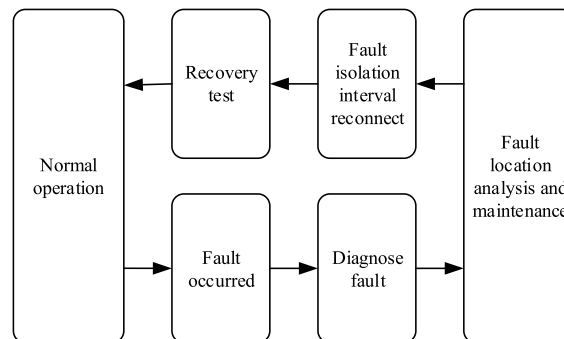 Normal
operation
Recovery
test
Fault
isolation
interval
reconnect
Fault
location
analysis and
maintenance
Fault
occurred
Diagnose
fault